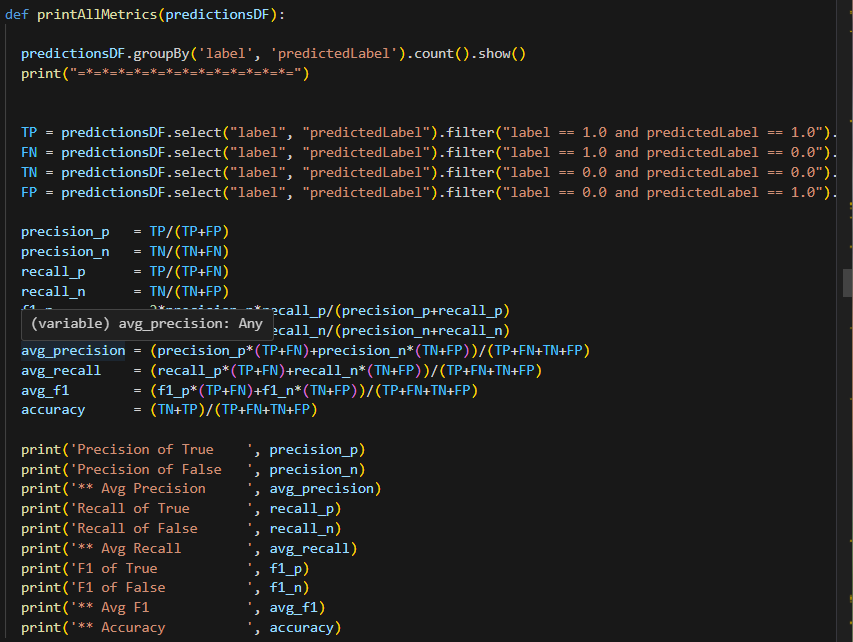 def printAllMetrics(predictionsDF):
predictionsDF.groupBy('label', 'predictedLabel').count().show()
print("=*=*=*=*=*=*=*=*=*=*=*=*=*=")
TP = predictionsDF.select("label", "predictedLabel").filter("label == 1.0 and predictedLabel == 1.0").
FN = predictionsDF.select("label", "predictedLabel").filter("label == 1.0 and predictedLabel == 0.0").
TN = predictionsDF.select("label", "predictedLabel").filter("label == 0.0 and predictedLabel == 0.0").
FP = predictionsDF.select("label", "predictedLabel").filter("label == 0.0 and predictedLabel == 1.0").
precision_p = TP/(TP+FP)
precision_n = TN/(TN+FN)
recall_p = TP/(TP+FN)
recall_n = TN/(TN+FP)
recall_p/(precision_p+recall_p)
(variable) avg_precision: Any
ecall_n/(precision_n+recall_n)
avg_precision = (precision_p*(TP+FN)+precision_n*(TN+FP))/(TP+FN+TN+FP)
avg_recall = (recall_p*(TP+FN)+recall_n*(TN+FP))/(TP+FN+TN+FP)
avg_f1 = (f1_p*(TP+FN)+f1_n*(TN+FP))/(TP+FN+TN+FP)
accuracy = (TN+TP)/(TP+FN+TN+FP)
print('Precision of True ', precision_p)
print('Precision of False ', precision_n)
print('** Avg Precision ', avg_precision)
print('Recall of True ', recall_p)
print('Recall of False ', recall_n)
print('** Avg Recall ', avg_recall)
print('F1 of True ', f1_p)
print('F1 of False ', f1_n)
print('** Avg F1 ', avg_f1)
print('** Accuracy ', accuracy)